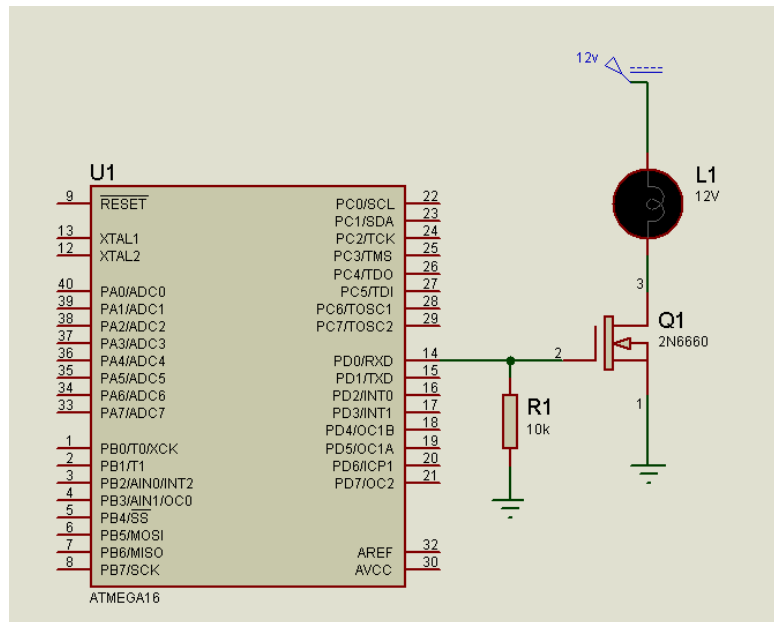 12v
L1
12V
3
Q1
2N6660
2
1
R1
10k
U1
9 RESET
13 XTAL1
12 XTAL2
40 PA0/ADC0
39 PA1/ADC1
38 PA2/ADC2
37 PA3/ADC3
36 PA4/ADC4
35 PA5/ADC5
34 PA6/ADC6
33 PA7/ADC7
1 PB0/T0/XCK
2 PB1/T1
3 PB2/AIN0/INT2
4 PB3/AIN1/OC0
5 PB4/SS
6 PB5/MOSI
7 PB6/MISO
8 PB7/SCK
PC0/SCL 22
PC1/SDA 23
PC2/TCK 24
PC3/TMS 25
PC4/TDO 26
PC5/TDI 27
PC6/TOSC1 28
PC7/TOSC2 29
PD0/RXD 14
PD1/TXD 15
PD2/INT0 16
PD3/INT1 17
PD4/OC1B 18
PD5/OC1A 19
PD6/ICP1 20
PD7/OC2 21
AREF 32
AVCC 30
ATMEGA16